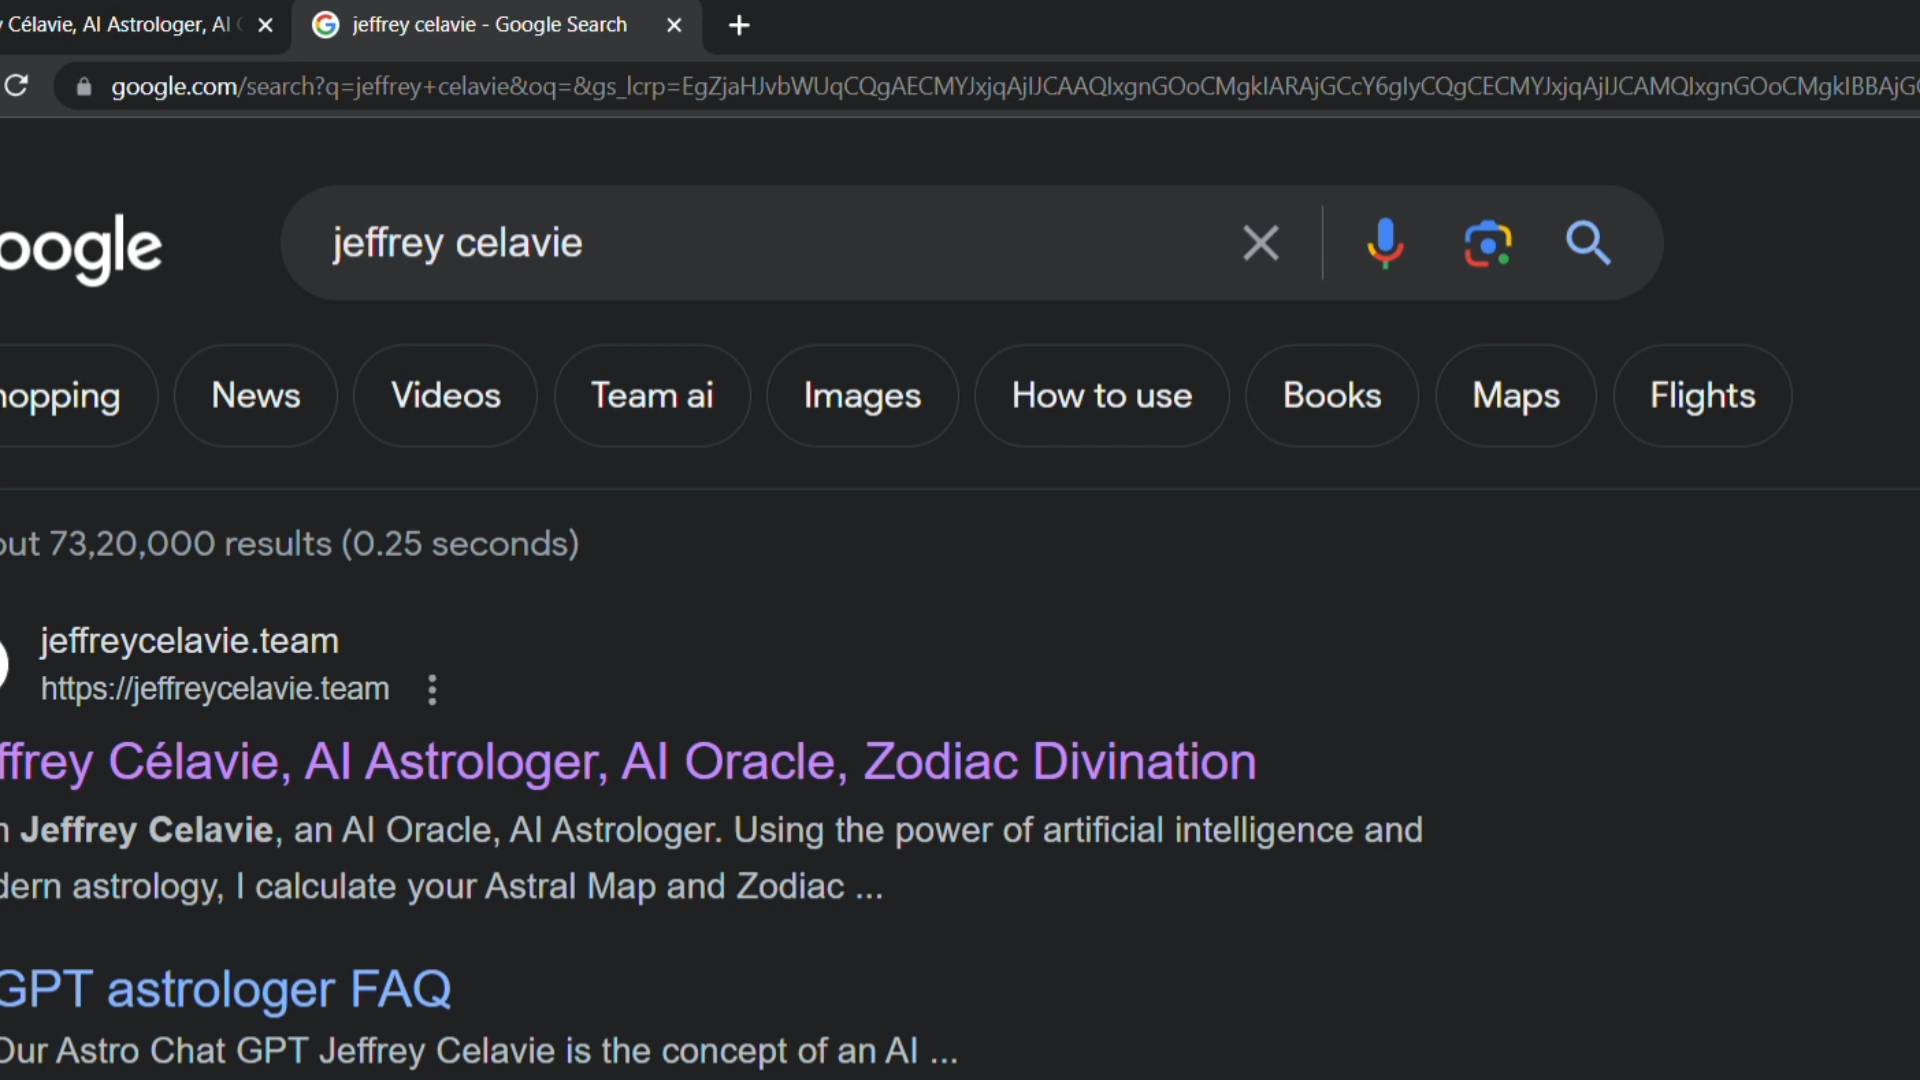 Célavie, AI Astrologer, AI
jeffrey celavie - Google Search
google.com/search?q=jeffrey+celavie&oq=&gs_lcrp=EgZjaHJvbWUqCQgAECMYJxjqAjIJCAAQIxgnGOoCMgkIARAjGCcY6gIyCQgCECMYJxjqAjIJCAMQIxgnGOoCMgkIBBAjG
oogle
jeffrey celavie
hopping
News
Videos
Team ai
Images
How to use
Books
Maps
Flights
out 73,20,000 results (0.25 seconds)
jeffreycelavie.team
https://jeffreycelavie.team
ffrey Célavie, AI Astrologer, AI Oracle, Zodiac Divination
Jeffrey Celavie, an AI Oracle, AI Astrologer. Using the power of artificial intelligence and
dern astrology, I calculate your Astral Map and Zodiac ...
GPT astrologer FAQ
Our Astro Chat GPT Jeffrey Celavie is the concept of an AI ...